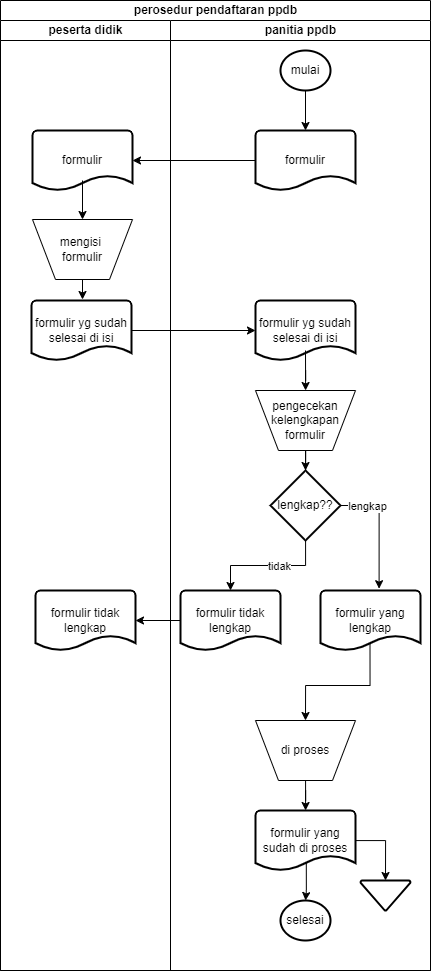 perosedur pendaftaran ppdb
peserta didik
panitia ppdb
mulai
formulir
formulir
mengisi
formulir
formulir yg sudah
selesai di isi
formulir yg sudah
selesai di isi
pengecekan
kelengkapan
formulir
lengkap??
lengkap
tidak
formulir tidak
lengkap
formulir tidak
lengkap
formulir yang
lengkap
di proses
formulir yang
sudah di proses
selesai